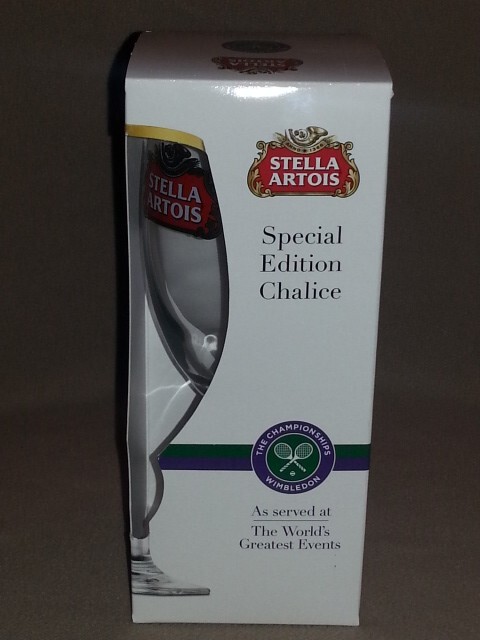 STELLA
ARTOIS
STELLA
ARTOIS
Special
Edition
Chalice
THE CHAMPIONSHIPS
WIMBLEDON
As served at
The World's
Greatest Events